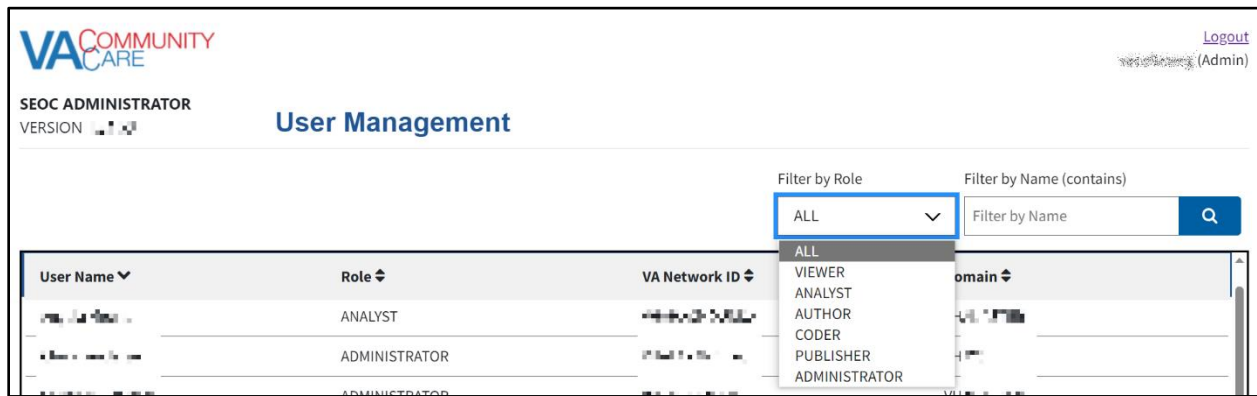 VA COMMUNITY CARE
Logout
(Admin)
SEOC ADMINISTRATOR
VERSION
User Management
Filter by Role
Filter by Name (contains)
ALL
Filter by Name
ALL
VIEWER
ANALYST
AUTHOR
CODER
PUBLISHER
ADMINISTRATOR
User Name Role VA Network ID omain
ANALYST
ADMINISTRATOR
ADMINISTRATOR